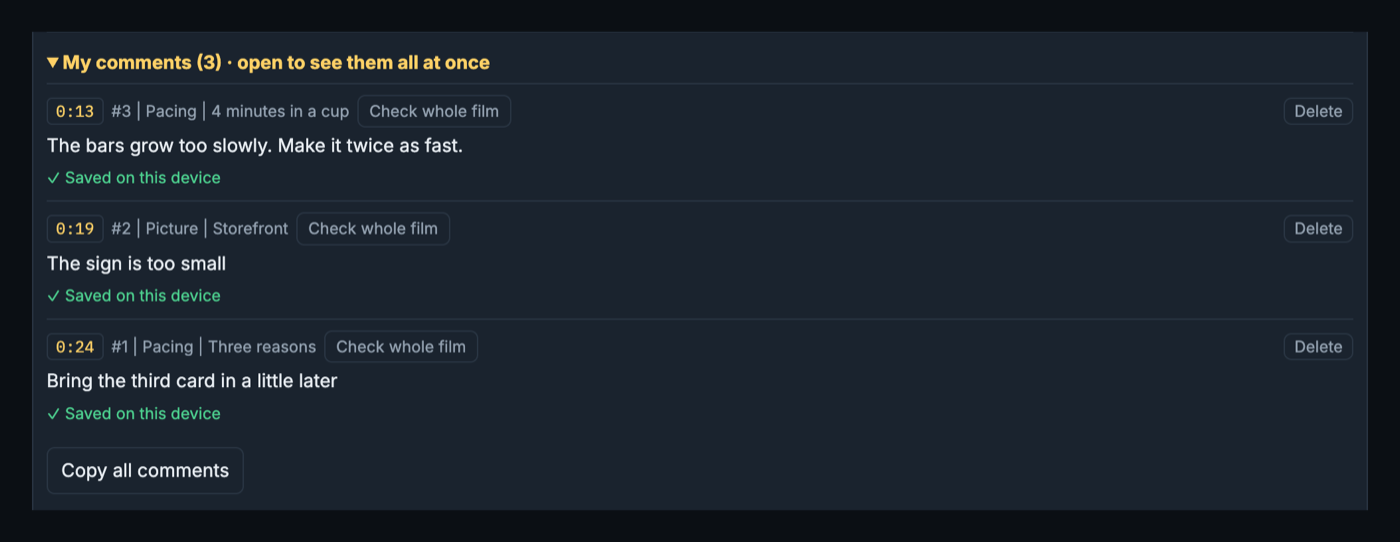 ▼ My comments (3) · open to see them all at once
0:13 #3 | Pacing | 4 minutes in a cup Check whole film Delete
The bars grow too slowly. Make it twice as fast.
✓ Saved on this device
0:19 #2 | Picture | Storefront Check whole film Delete
The sign is too small
✓ Saved on this device
0:24 #1 | Pacing | Three reasons Check whole film Delete
Bring the third card in a little later
✓ Saved on this device
Copy all comments